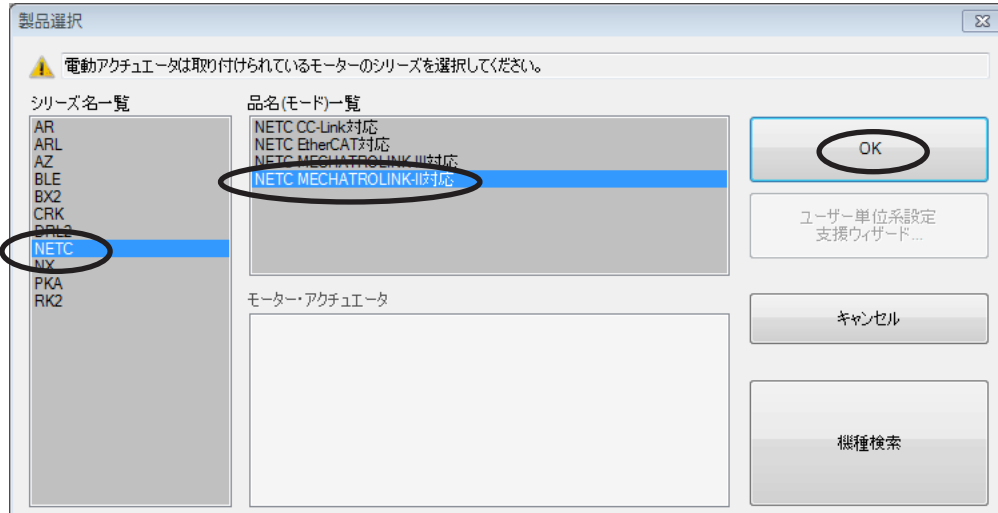 製品選択
電動アクチュエータは取り付けられているモーターのシリーズを選択してください。
シリーズ名一覧
AR
ARL
AZ
BLE
BX2
CRK
DRL2
NETC
NX
PKA
RK2
品名(モード)一覧
NETC CC-Link対応
NETC EtherCAT対応
NETC MECHATROLINK-III対応
NETC MECHATROLINK-II対応
モーター・アクチュエータ
OK
ユーザー単位系設定
支援ウィザード...
キャンセル
機種検索